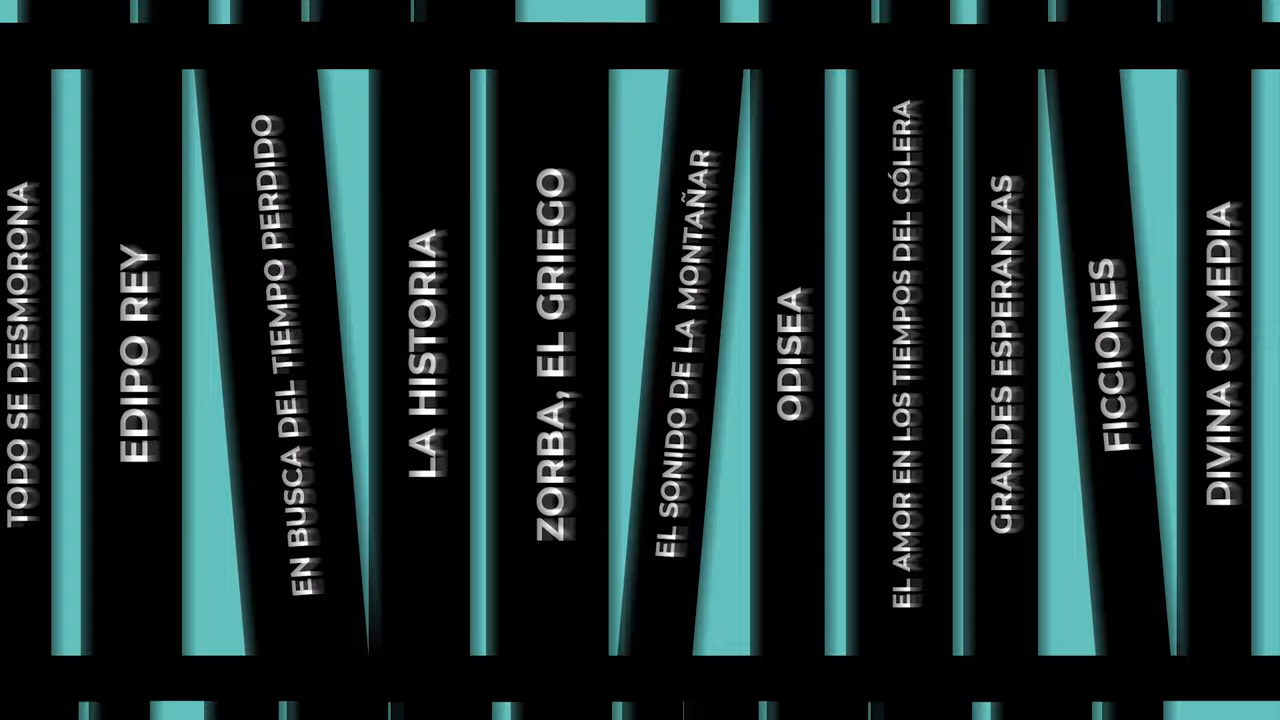 TODO SE DESMORONA
EDIPO REY
EN BUSCA DEL TIEMPO PERDIDO
LA HISTORIA
ZORBA, EL GRIEGO
EL SONIDO DE LA MONTAÑAR
ODISEA
EL AMOR EN LOS TIEMPOS DEL CÓLERA
GRANDES ESPERANZAS
FICCIONES
DIVINA COMEDIA